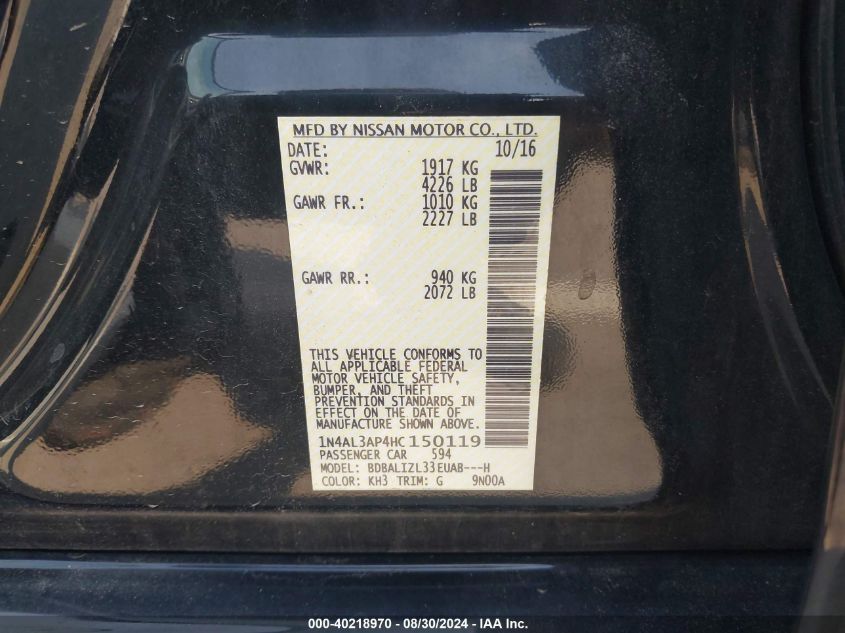 MFD BY NISSAN MOTOR CO., LTD.
DATE: 10/16
GVWR: 1917 KG
4226 LB
GAWR FR.: 1010 KG
2227 LB
GAWR RR.: 940 KG
2072 LB
THIS VEHICLE CONFORMS TO
ALL APPLICABLE FEDERAL
MOTOR VEHICLE SAFETY,
BUMPER, AND THEFT
PREVENTION STANDARDS IN
EFFECT ON THE DATE OF
MANUFACTURE SHOWN ABOVE.
1N4AL3AP4HC150119
PASSENGER CAR 594
MODEL: BDBALIZL33EUAB---H
COLOR: KH3 TRIM: G 9N00A
000-40218970 - 08/30/2024 - IAA Inc.